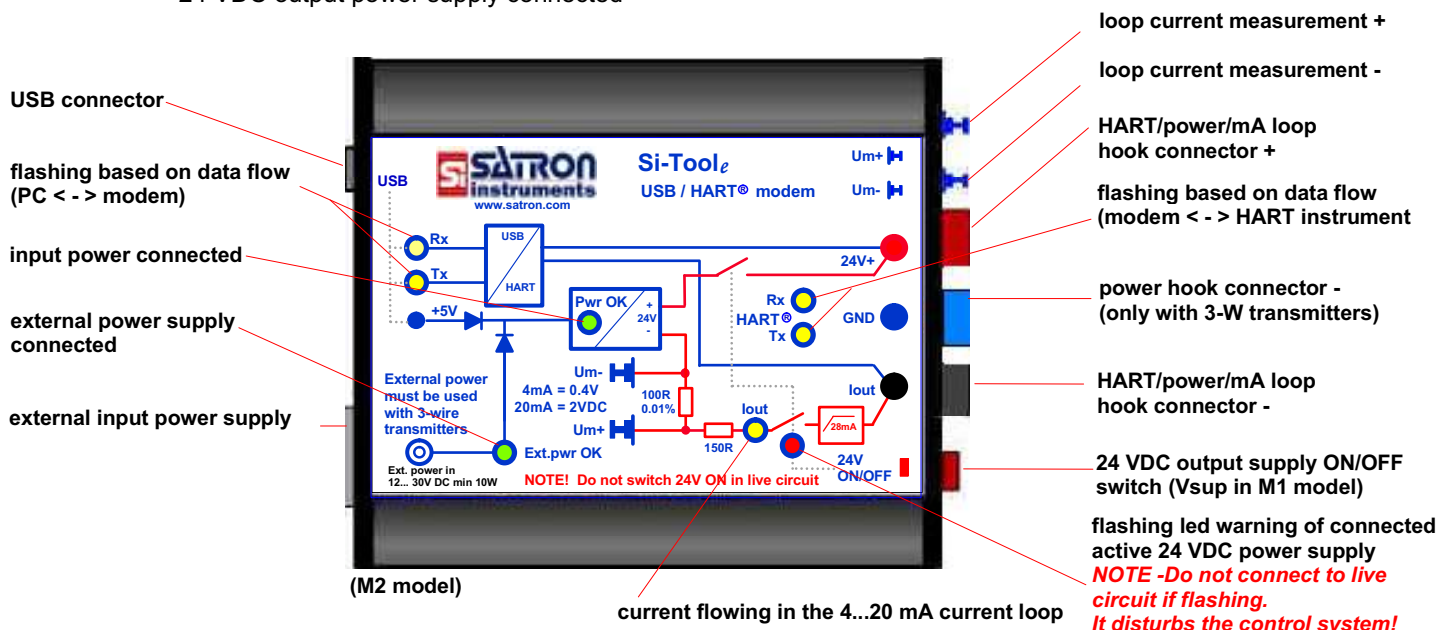 24 VDC output power supply connected
loop current measurement +
loop current measurement -
USB connector
HART/power/mA loop
hook connector +
flashing based on data flow
(PC < - > modem)
flashing based on data flow
(modem < - > HART instrument
input power connected
power hook connector -
(only with 3-W transmitters)
external power supply
connected
HART/power/mA loop
hook connector -
external input power supply
24 VDC output supply ON/OFF
switch (Vsup in M1 model)
flashing led warning of connected
active 24 VDC power supply
NOTE -Do not connect to live
circuit if flashing.
It disturbs the control system!
(M2 model)
current flowing in the 4...20 mA current loop
USB
Si SATRON
instruments
www.satron.com
Si-Toole
USB / HART® modem
Um+
Um-
Rx
Tx
USB
HART
24V+
+5V
Pwr OK
+
24V
-
Rx
HART®
Tx
GND
External power
must be used
with 3-wire
transmitters
Um-
4mA = 0.4V
20mA = 2VDC
Um+
100R
0.01%
150R
Iout
/28mA
Iout
Ext.pwr OK
Ext. power in
12... 30V DC min 10W
NOTE! Do not switch 24V ON in live circuit
24V
ON/OFF